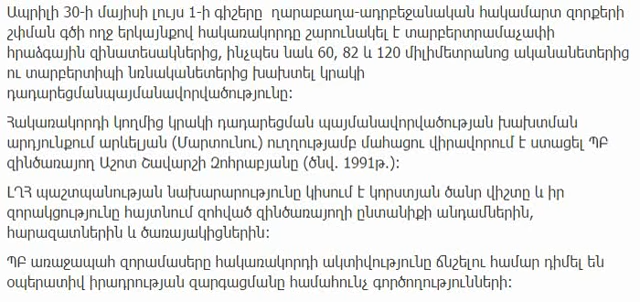 Ապրիլի 30-ի մայիսի լույս 1-ի գիշերը  ղարաբաղա-ադրբեջանական հակամարտ զորքերի
շփման գծի ողջ երկայնքով հակառակորդը շարունակել է տարբերտրամաչափի
հրաձգային զինատեսակներից, ինչպես նաև 60, 82 և 120 միլիմետրանոց ականանետերից
ու տարբերտիպի նռնականետերից խախտել կրակի
դադարեցմանպայմանավորվածությունը:
Հակառակորդի կողմից կրակի դադարեցման պայմանավորվածության խախտման
արդյունքում արևելյան (Մարտունու) ուղղությամբ մահացու վիրավորում է ստացել ՊԲ
զինծառայող Աշոտ Շավարշի Զոհրաբյանը (ծնվ. 1991թ.):
ԼՂՀ պաշտպանության նախարարությունը կիսում է կորստյան ծանր վիշտը և իր
զորակցությունը հայտնում զոհված զինծառայողի ընտանիքի անդամներին,
հարազատներին և ծառայակիցներին:
ՊԲ առաջապահ զորամասերը հակառակորդի ակտիվությունը ճնշելու համար դիմել են
օպերատիվ իրադրության զարգացմանը համահունչ գործողությունների: